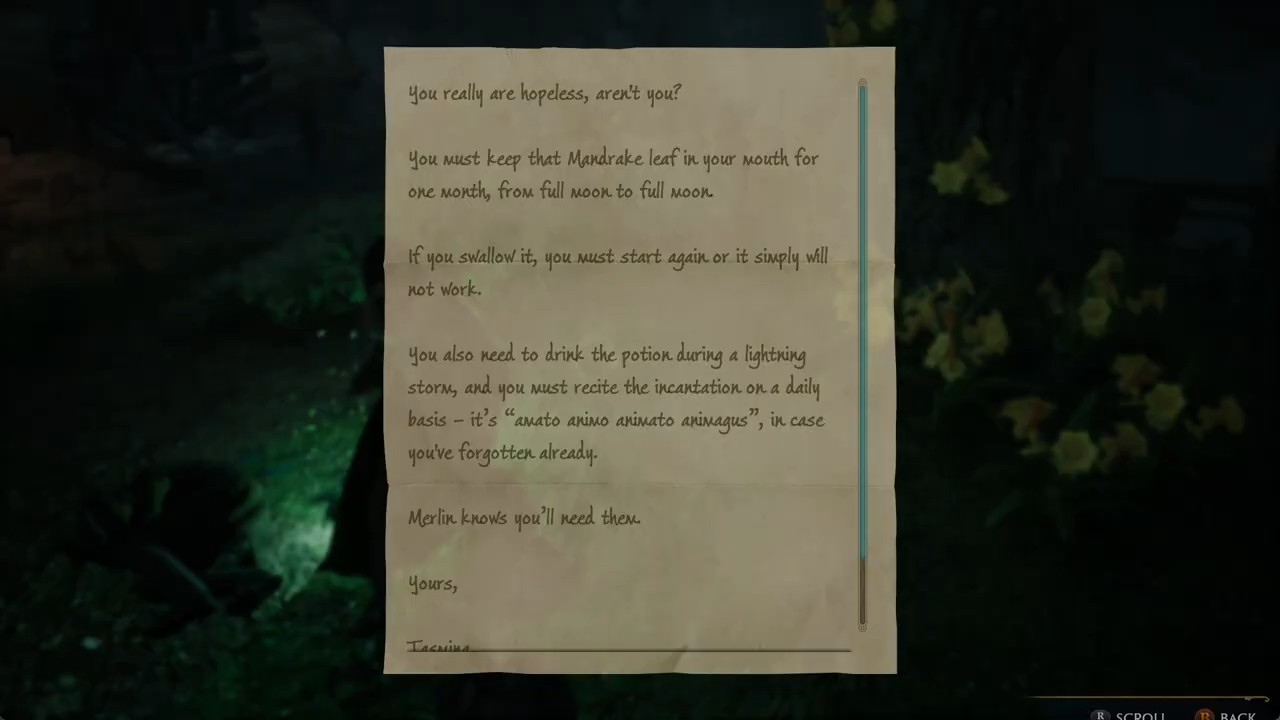 You really are hopeless, aren't you?
You must keep that Mandrake leaf in your mouth for
one month, from full moon to full moon.
If you swallow it, you must start again or it simply will
not work.
You also need to drink the potion during a lightning
storm, and you must recite the incantation on a daily
basis – it's “amato animo animato animagus”, in case
you've forgotten already.
Merlin knows you'll need them.
Yours,
R SCROLL B BACK